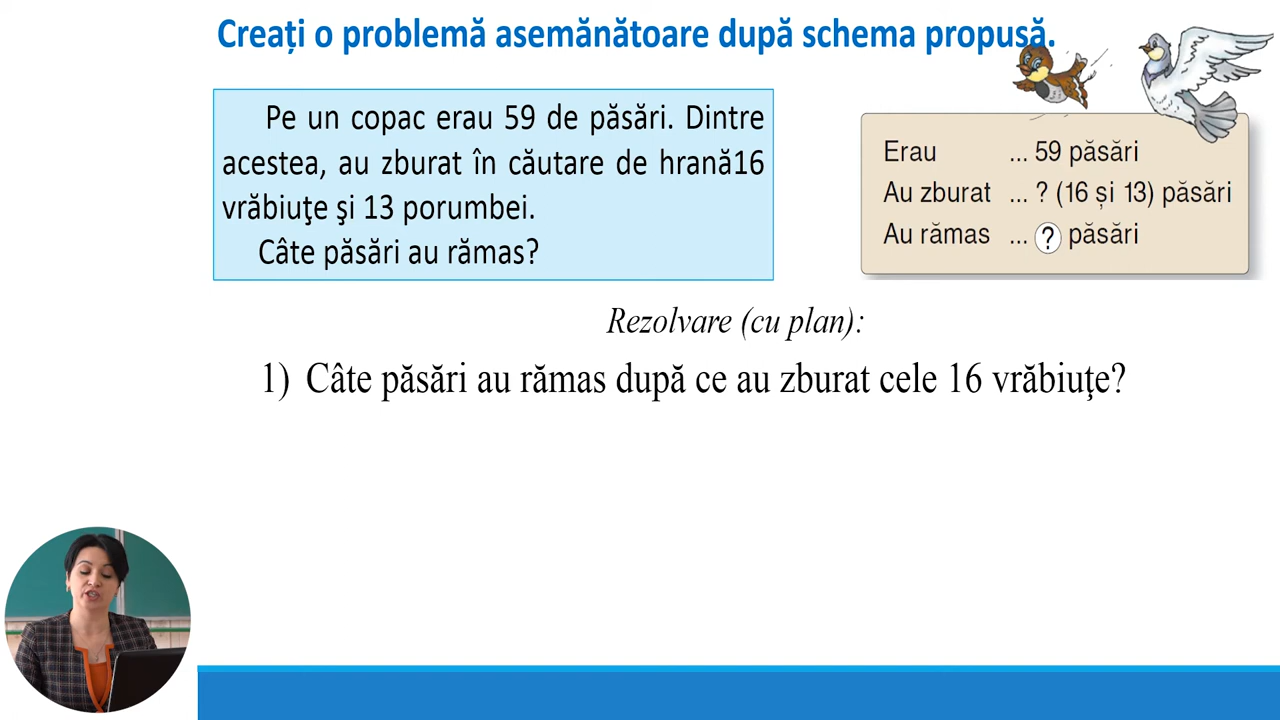 Creați o problemă asemănătoare după schema propusă.
Pe un copac erau 59 de păsări. Dintre
acestea, au zburat în căutare de hrană16
vrăbiuţe şi 13 porumbei.
Câte păsări au rămas?
Erau ... 59 păsări
Au zburat ... ? (16 și 13) păsări
Au rămas ... ? păsări
Rezolvare (cu plan):
1) Câte păsări au rămas după ce au zburat cele 16 vrăbiuțe?